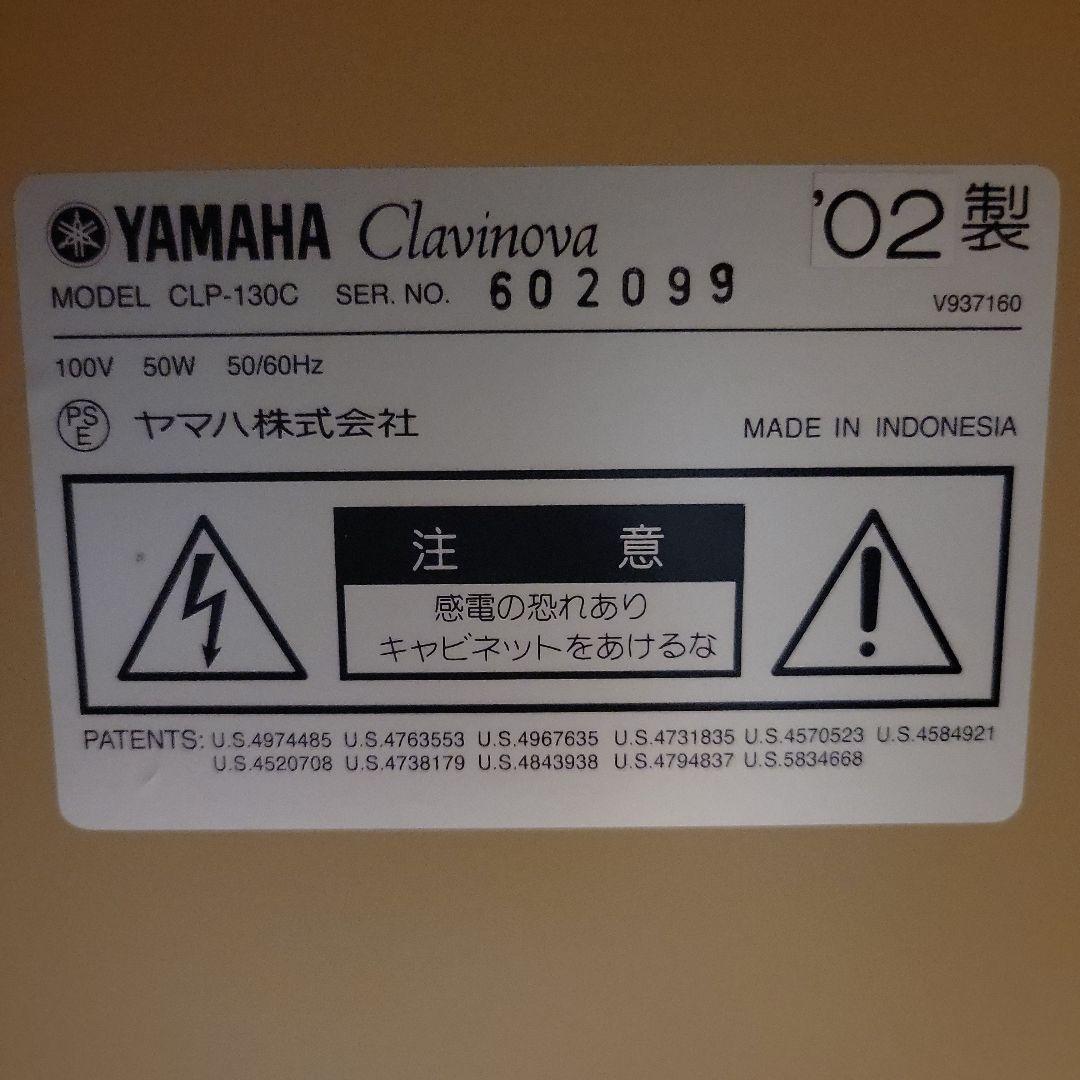 YAMAHA Clavinova '02製
MODEL CLP-130C SER. NO. 602099 V937160
100V 50W 50/60Hz
PSE ヤマハ株式会社 MADE IN INDONESIA
注意
感電の恐れあり
キャビネットをあけるな
PATENTS: U.S.4974485 U.S.4763553 U.S.4967635 U.S.4731835 U.S.4570523 U.S.4584921
U.S.4520708 U.S.4738179 U.S.4843938 U.S.4794837 U.S.5834668